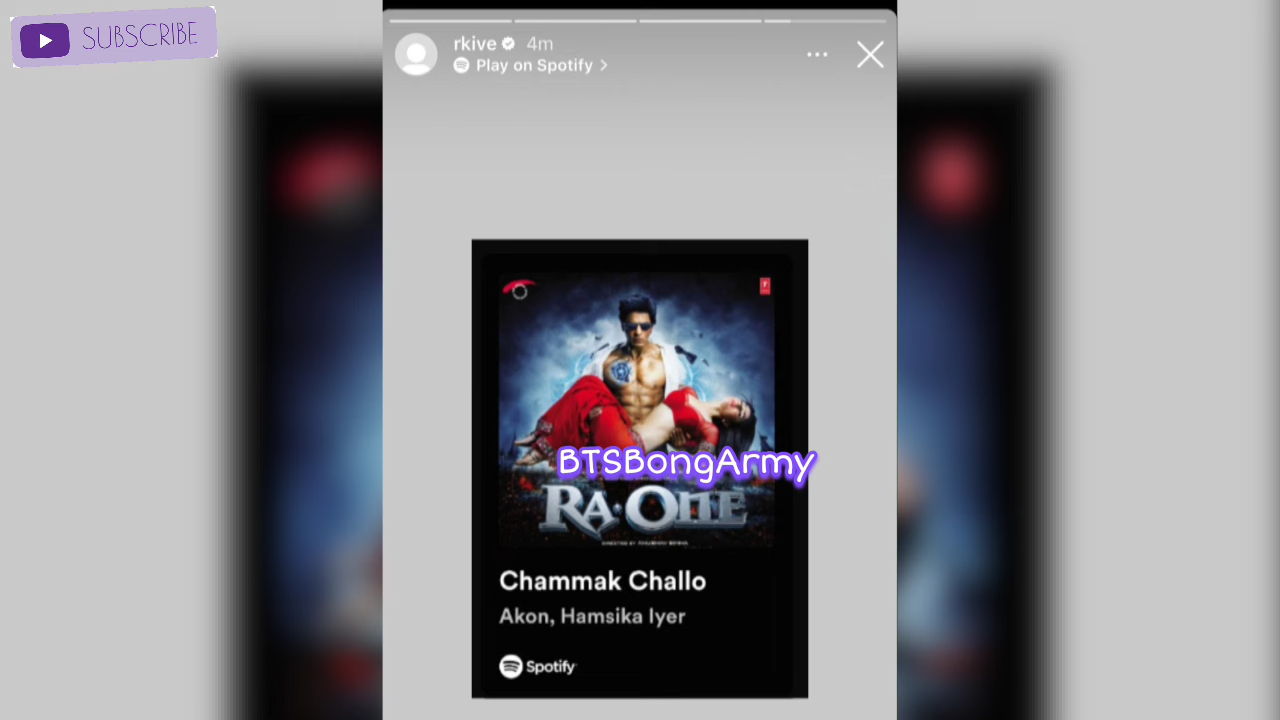 SUBSCRIBE
rkive 4m
Play on Spotify >
BTSBongArmy
RA·ONE
Chammak Challo
Akon, Hamsika Iyer
Spotify